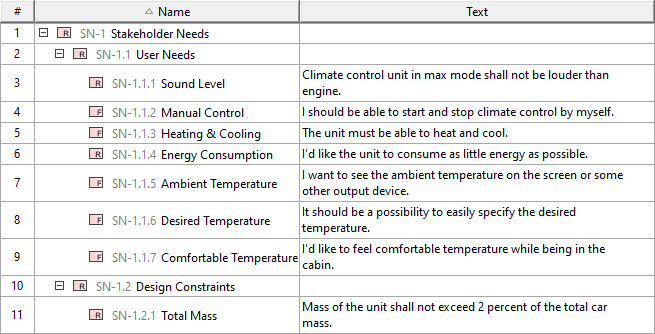 # Name Text
1 R SN-1 Stakeholder Needs
2 R SN-1.1 User Needs
3 R SN-1.1.1 Sound Level Climate control unit in max mode shall not be louder than
engine.
4 F SN-1.1.2 Manual Control I should be able to start and stop climate control by myself.
5 F SN-1.1.3 Heating & Cooling The unit must be able to heat and cool.
6 R SN-1.1.4 Energy Consumption I'd like the unit to consume as little energy as possible.
7 F SN-1.1.5 Ambient Temperature I want to see the ambient temperature on the screen or some
other output device.
8 F SN-1.1.6 Desired Temperature It should be a possibility to easily specify the desired
temperature.
9 F SN-1.1.7 Comfortable Temperature I'd like to feel comfortable temperature while being in the
cabin.
10 R SN-1.2 Design Constraints
11 R SN-1.2.1 Total Mass Mass of the unit shall not exceed 2 percent of the total car
mass.